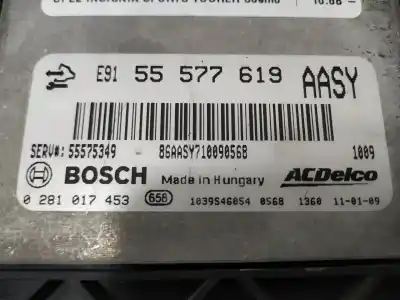 E91 55 577 619 AASY
SERV#:55575349 - 86AASY710090568 1009
BOSCH Made in Hungary ACDelco
0 281 017 453 656 1039S46054 0568 1360 11-01-09